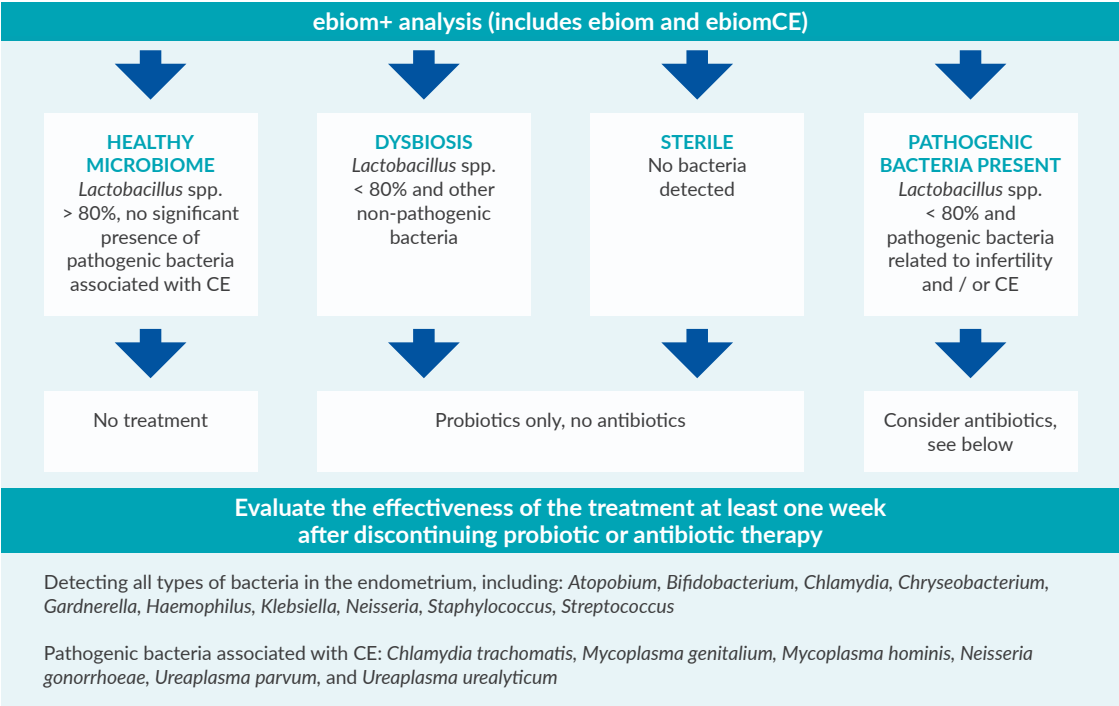 ebiom+ analysis (includes ebiom and ebiomCE)
HEALTHY
MICROBIOME
Lactobacillus spp.
> 80%, no significant
presence of
pathogenic bacteria
associated with CE
DYSBIOSIS
Lactobacillus spp.
< 80% and other
non-pathogenic
bacteria
STERILE
No bacteria
detected
PATHOGENIC
BACTERIA PRESENT
Lactobacillus spp.
< 80% and
pathogenic bacteria
related to infertility
and / or CE
No treatment
Probiotics only, no antibiotics
Consider antibiotics,
see below
Evaluate the effectiveness of the treatment at least one week
after discontinuing probiotic or antibiotic therapy
Detecting all types of bacteria in the endometrium, including: Atopobium, Bifidobacterium, Chlamydia, Chryseobacterium,
Gardnerella, Haemophilus, Klebsiella, Neisseria, Staphylococcus, Streptococcus
Pathogenic bacteria associated with CE: Chlamydia trachomatis, Mycoplasma genitalium, Mycoplasma hominis, Neisseria
gonorrhoeae, Ureaplasma parvum, and Ureaplasma urealyticum